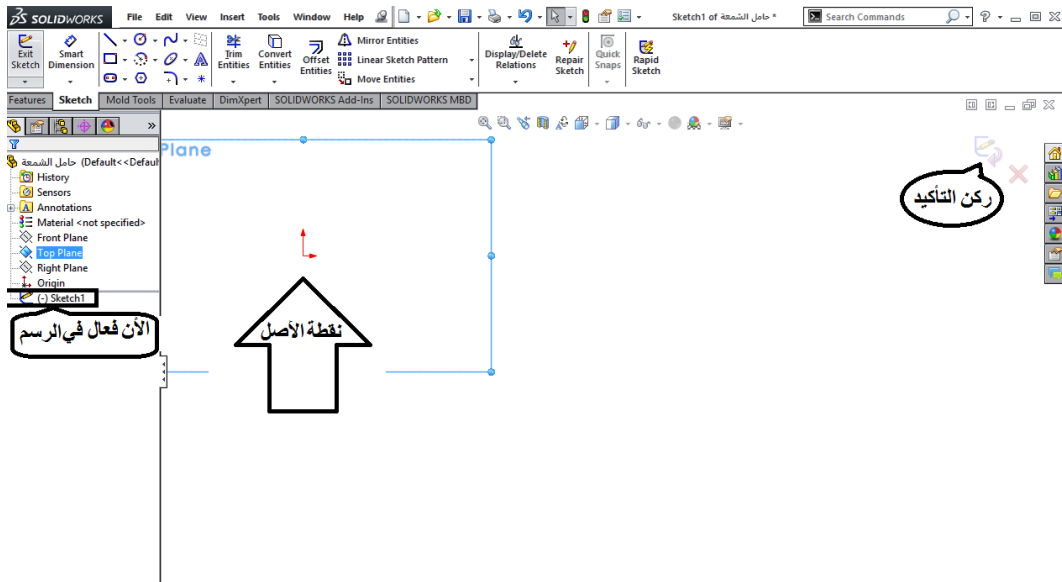 SOLIDWORKS File Edit View Insert Tools Window Help Sketch1 of حامل الشمعة * Search Commands
Exit Sketch
Smart Dimension
Trim Entities
Convert Entities
Offset Entities
Mirror Entities
Linear Sketch Pattern
Move Entities
Display/Delete Relations
Repair Sketch
Quick Snaps
Rapid Sketch
Features Sketch Mold Tools Evaluate DimXpert SOLIDWORKS Add-Ins SOLIDWORKS MBD
Plane
حامل الشمعة (Default<<Defaul
History
Sensors
Annotations
Material <not specified>
Front Plane
Top Plane
Right Plane
Origin
(-) Sketch1
الأن فعال في الرسم
نقطة الأصل
ركن التأكيد